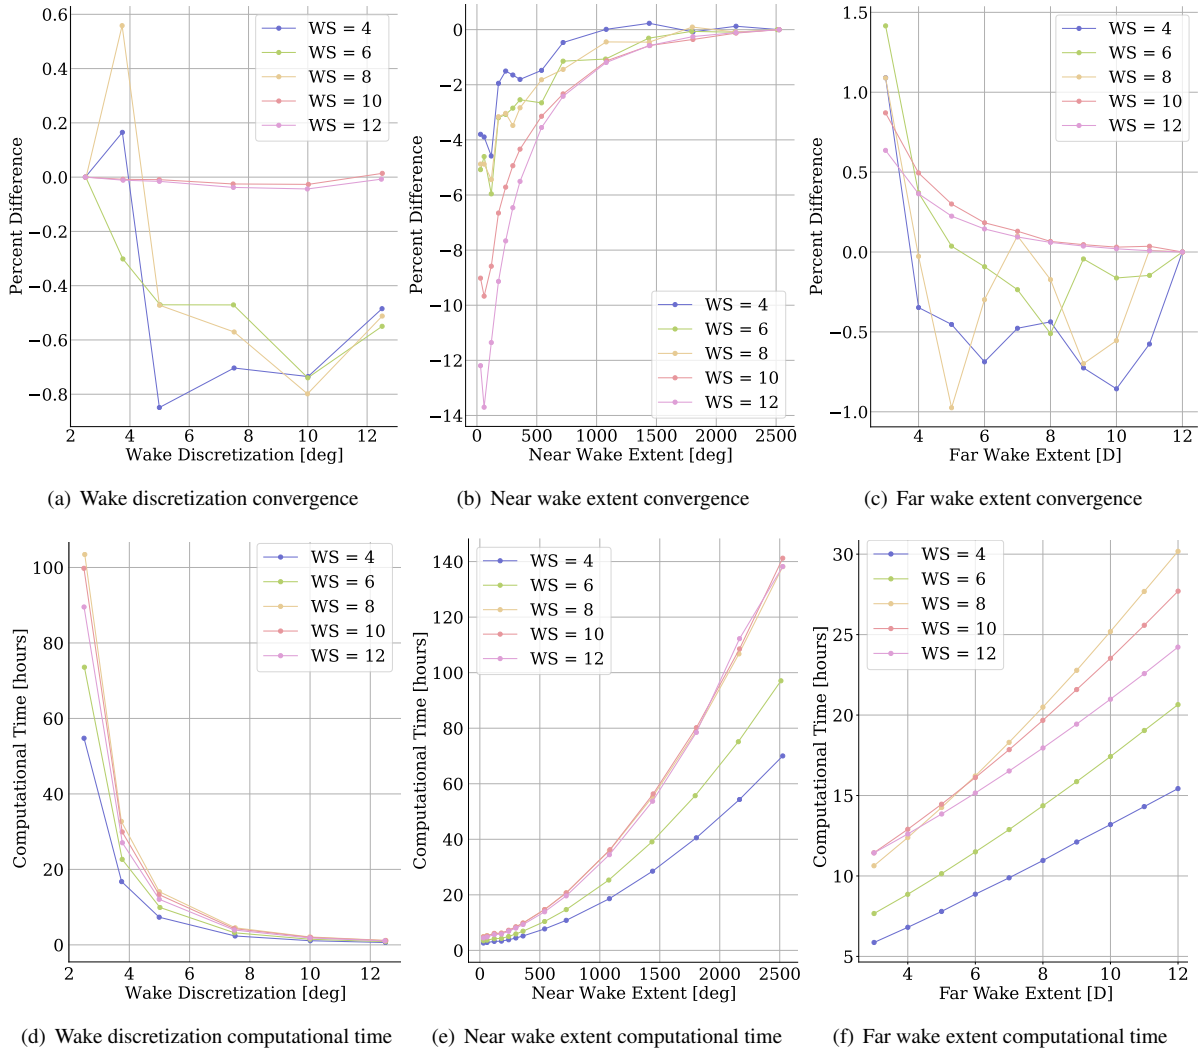 0.6
0.4
0.2
0.0
−0.2
−0.4
−0.6
−0.8
2
4
6
8
10
12
Percent Difference
Wake Discretization [deg]
WS = 4
WS = 6
WS = 8
WS = 10
WS = 12
(a) Wake discretization convergence
0
−2
−4
−6
−8
−10
−12
−14
0
500
1000
1500
2000
2500
Percent Difference
Near Wake Extent [deg]
WS = 4
WS = 6
WS = 8
WS = 10
WS = 12
(b) Near wake extent convergence
1.5
1.0
0.5
0.0
−0.5
−1.0
4
6
8
10
12
Percent Difference
Far Wake Extent [D]
WS = 4
WS = 6
WS = 8
WS = 10
WS = 12
(c) Far wake extent convergence
100
80
60
40
20
0
2
4
6
8
10
12
Computational Time [hours]
Wake Discretization [deg]
WS = 4
WS = 6
WS = 8
WS = 10
WS = 12
(d) Wake discretization computational time
140
120
100
80
60
40
20
0
0
500
1000
1500
2000
2500
Computational Time [hours]
Near Wake Extent [deg]
WS = 4
WS = 6
WS = 8
WS = 10
WS = 12
(e) Near wake extent computational time
30
25
20
15
10
5
4
6
8
10
12
Computational Time [hours]
Far Wake Extent [D]
WS = 4
WS = 6
WS = 8
WS = 10
WS = 12
(f) Far wake extent computational time